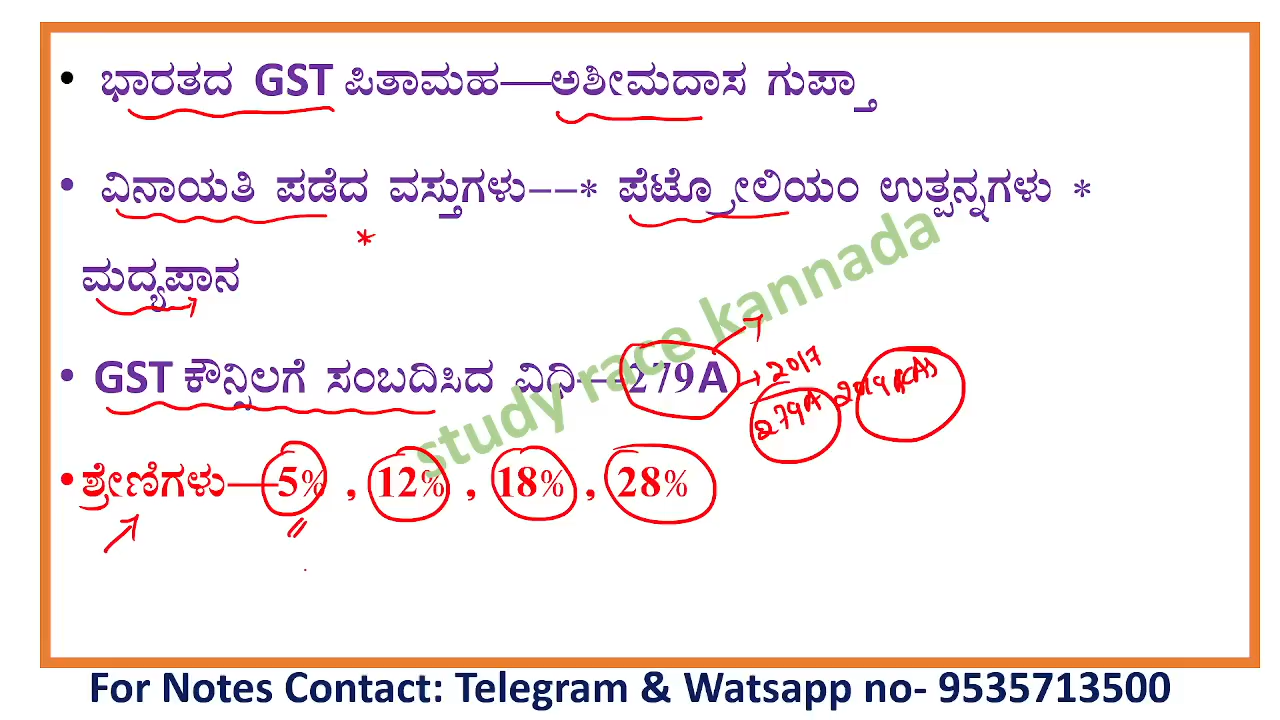 • ಭಾರತದ GST ಪಿತಾಮಹ—ಅಶೀಮದಾಸ ಗುಪ್ತಾ
• ವಿನಾಯತಿ ಪಡೆದ ವಸ್ತುಗಳು--* ಪೆಟ್ರೋಲಿಯಂ ಉತ್ಪನ್ನಗಳು *
*
ಮದ್ಯಪಾನ
study race kannada
• GST ಕೌನ್ಸಿಲಗೆ ಸಂಬದಿಸಿದ ವಿಧಿ—279A
→ 2017
279A
• ಶ್ರೇಣಿಗಳು—5% , 12% , 18% , 28%
For Notes Contact: Telegram & Watsapp no- 9535713500